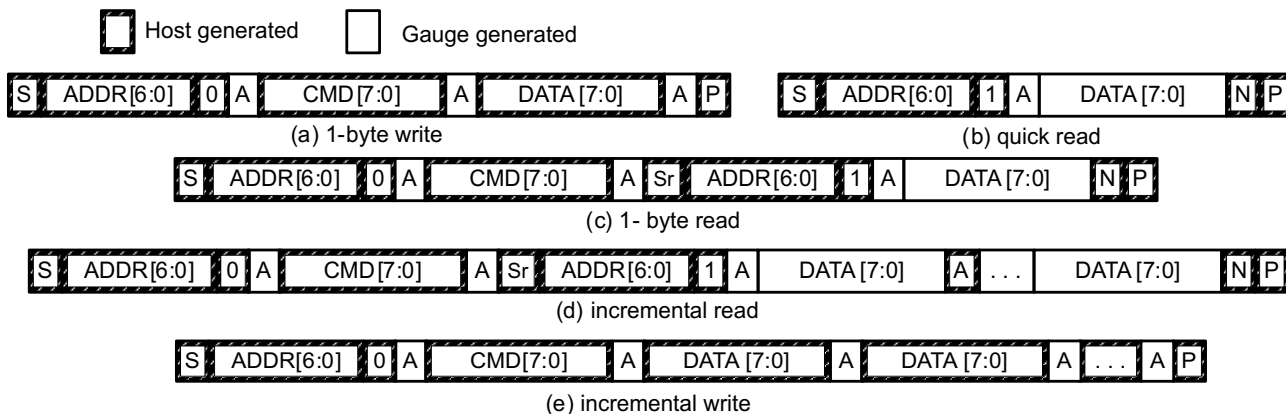 Host generated Gauge generated
S ADDR[6:0] 0 A CMD[7:0] A DATA[7:0] A P
S ADDR[6:0] 1 A DATA[7:0] N P
(a) 1-byte write
(b) quick read
S ADDR[6:0] 0 A CMD[7:0] A Sr ADDR[6:0] 1 A DATA[7:0] N P
(c) 1- byte read
S ADDR[6:0] 0 A CMD[7:0] A Sr ADDR[6:0] 1 A DATA[7:0] A . . . DATA[7:0] N P
(d) incremental read
S ADDR[6:0] 0 A CMD[7:0] A DATA[7:0] A DATA[7:0] A . . . A P
(e) incremental write